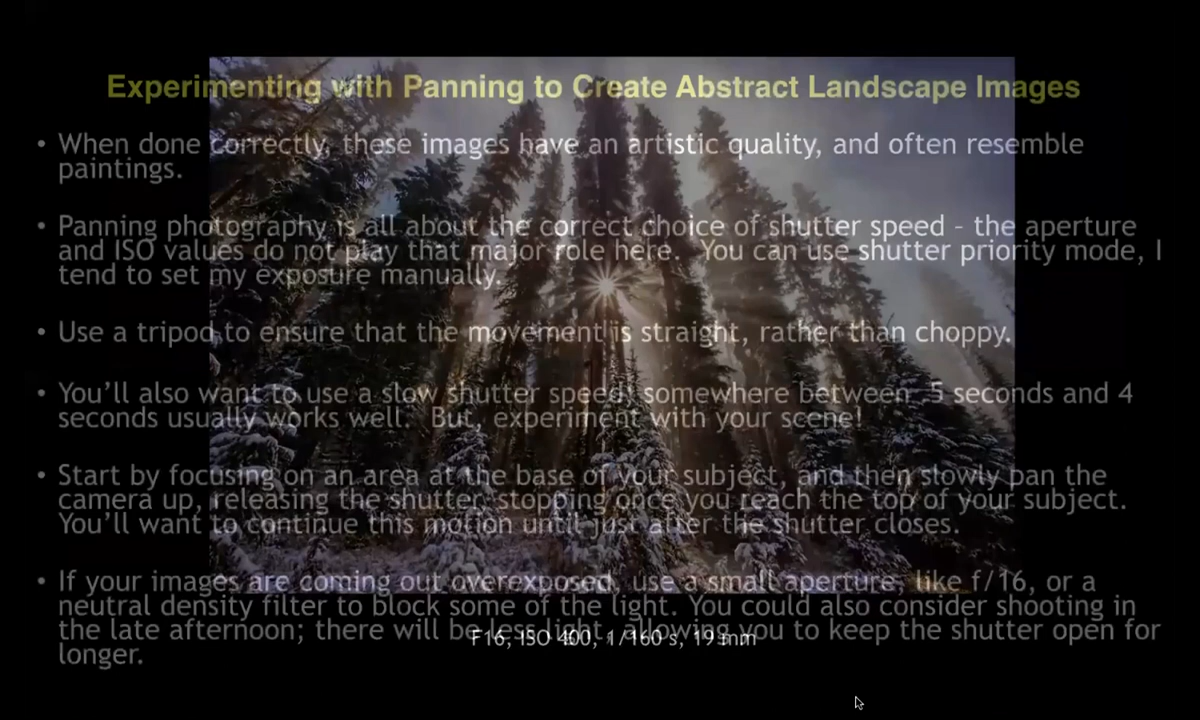 Experimenting with Panning to Create Abstract Landscape Images
• When done correctly, these images have an artistic quality, and often resemble
paintings.
• Panning photography is all about the correct choice of shutter speed - the aperture
and ISO values do not play that major role here. You can use shutter priority mode, I
tend to set my exposure manually.
• Use a tripod to ensure that the movement is straight, rather than choppy.
• You'll also want to use a slow shutter speed, somewhere between .5 seconds and 4
seconds usually works well. But, experiment with your scene!
• Start by focusing on an area at the base of your subject, and then slowly pan the
camera up, releasing the shutter, stopping once you reach the top of your subject.
You'll want to continue this motion until just after the shutter closes.
• If your images are coming out overexposed, use a small aperture, like f/16, or a
neutral density filter to block some of the light. You could also consider shooting in
the late afternoon; there will be less light, allowing you to keep the shutter open for
longer.
F16, ISO 400, 1/160 s, 19 mm